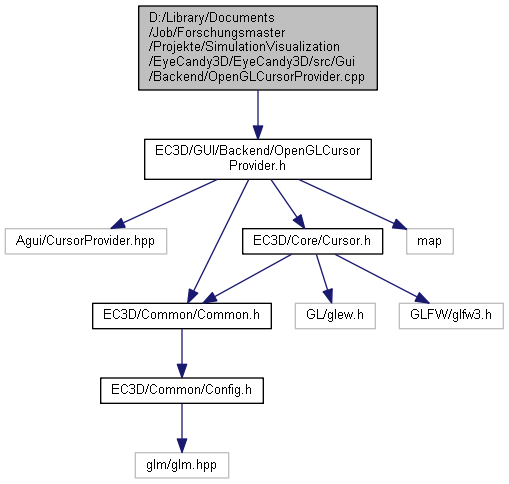 D:/Library/Documents
/Job/Forschungsmaster
/Projekte/SimulationVisualization
/EyeCandy3D/EyeCandy3D/src/Gui
/Backend/OpenGLCursorProvider.cpp
EC3D/GUI/Backend/OpenGLCursor
Provider.h
Agui/CursorProvider.hpp
EC3D/Core/Cursor.h
map
EC3D/Common/Common.h
GL/glew.h
GLFW/glfw3.h
EC3D/Common/Config.h
glm/glm.hpp